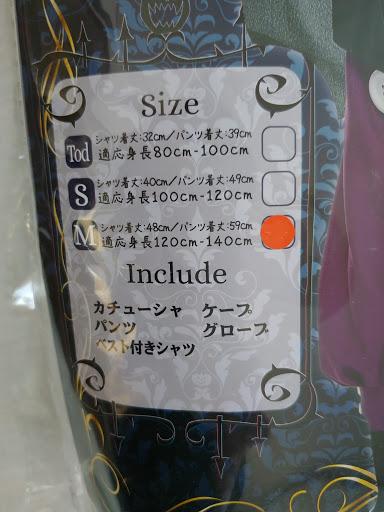 Size
Tod
シャツ着丈:32cm/パンツ着丈:39cm
適応身長80cm-100cm
S
シャツ着丈:40cm/パンツ着丈:49cm
適応身長100cm-120cm
M
シャツ着丈:48cm/パンツ着丈:59cm
適応身長120cm-140cm
Include
カチューシャ ケープ
パンツ グローブ
ベスト付きシャツ